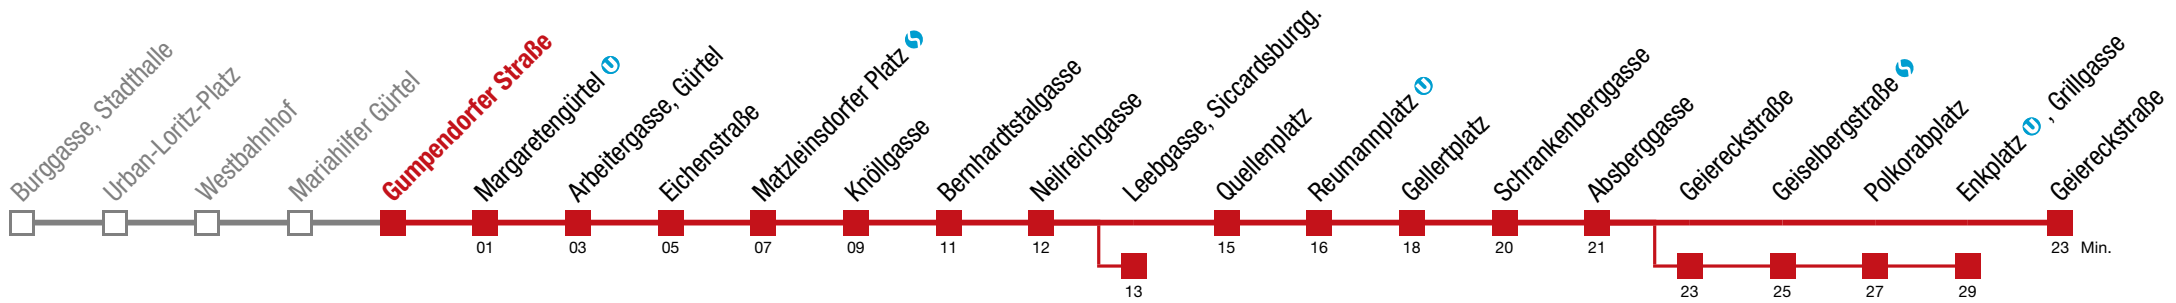 Burggasse, Stadthalle
Urban-Loritz-Platz
Westbahnhof
Mariahilfer Gürtel
Gumpendorfer Straße
Margaretengürtel U
Arbeitergasse, Gürtel
Eichenstraße
Matzleinsdorfer Platz S
Knöllgasse
Bernhardtstalgasse
Neilreichgasse
Leebgasse, Siccardsburgg.
Quellenplatz
Reumannplatz U
Gellertplatz
Schrankenberggasse
Absberggasse
Geiereckstraße
Geiselbergstraße S
Polkorabplatz
Enkplatz U , Grillgasse
Geiereckstraße
01 03 05 07 09 11 12 15 16 18 20 21 23 Min.
13 23 25 27 29